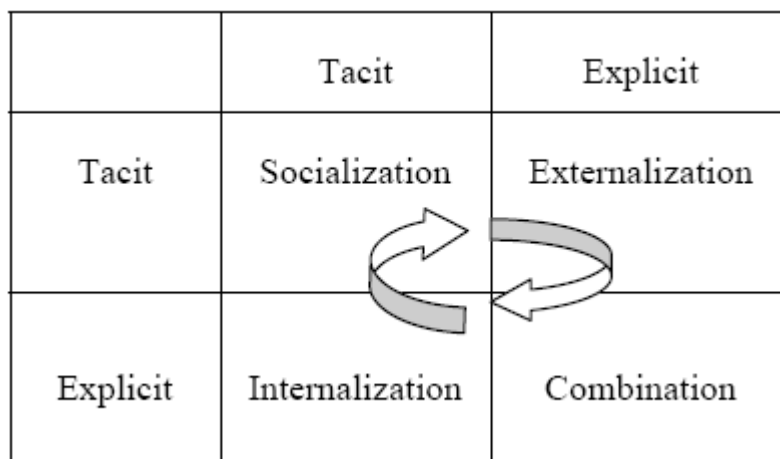 Tacit Explicit
Tacit Socialization Externalization
Explicit Internalization Combination